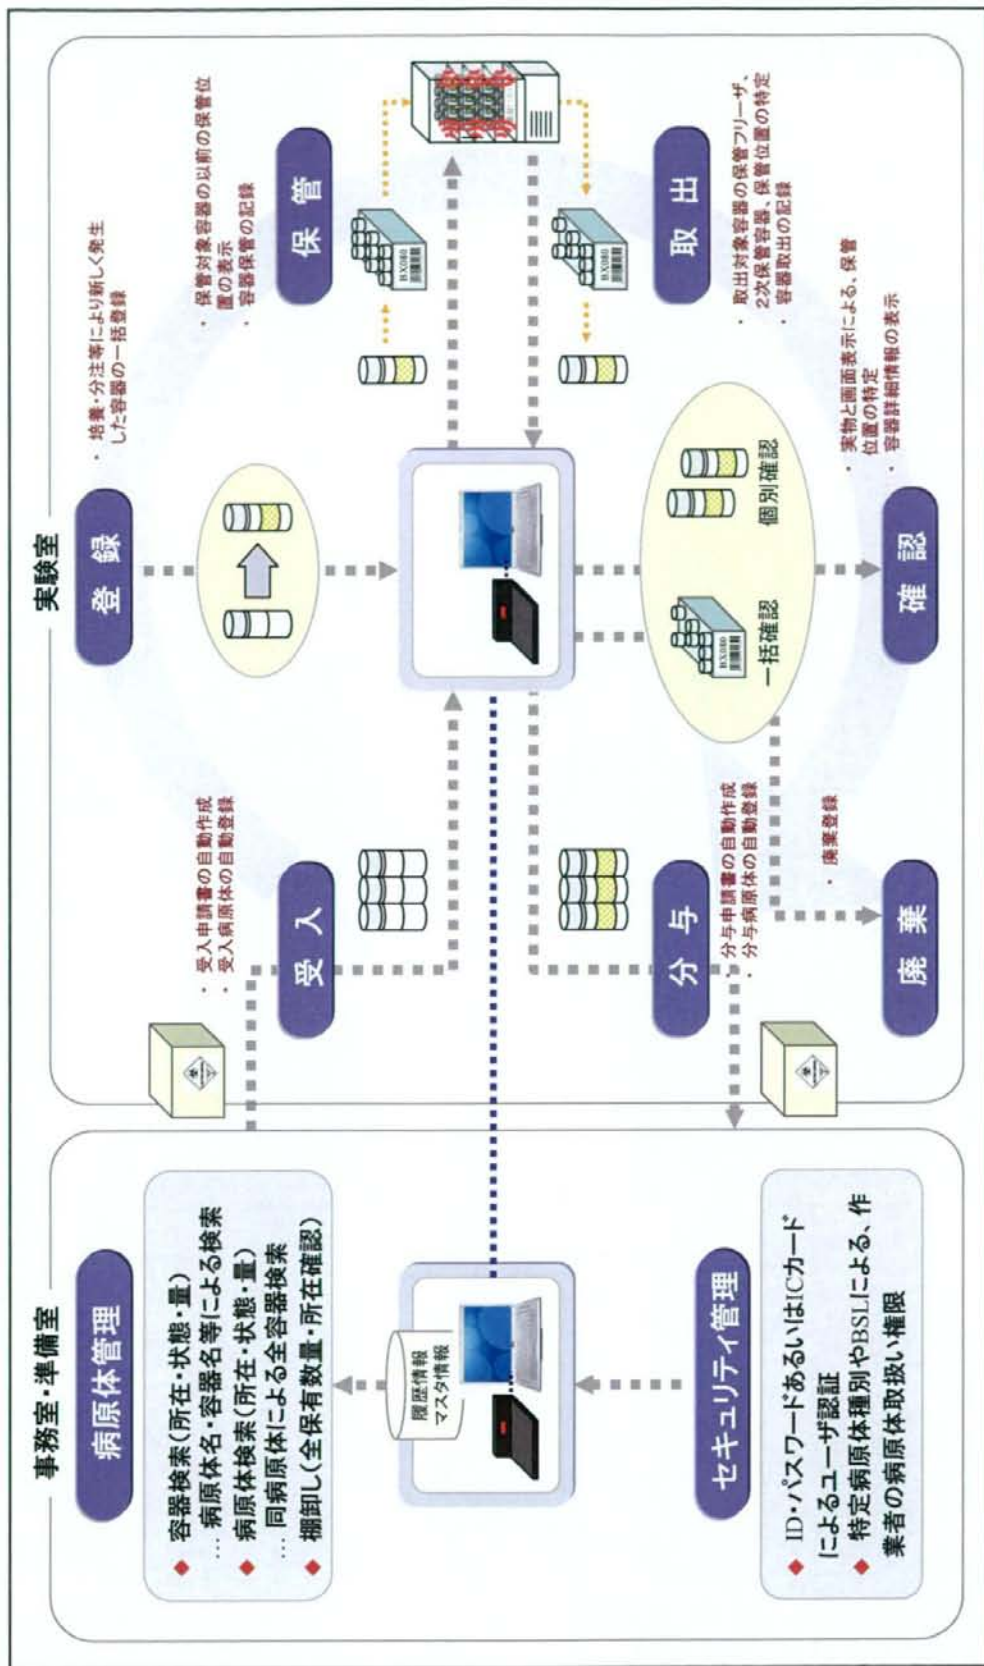 事務室・準備室
病原体管理
◆ 容器検索(所在・状態・量)
… 病原体名・容器名等による検索
◆ 病原体検索(所在・状態・量)
… 同病原体による全容器検索
◆ 棚卸し(全保有数量・所在確認)
履歴情報
マスタ情報
セキュリティ管理
◆ ID・パスワードあるいはICカード
によるユーザ認証
◆ 特定病原体種別やBSLによる、作
業者の病原体取扱い権限
実験室
受 入
・ 受入申請書の自動作成
・ 受入病原体の自動登録
登 録
・ 培養・分注等により新しく発生
した容器の一括登録
保 管
・ 保管対象容器の以前の保管位
置の表示
・ 容器保管の記録
BX080
取 出
・ 取出対象容器の保管フリーザ、
2次保管容器、保管位置の特定
・ 容器取出の記録
BX080
分 与
・ 分与申請書の自動作成
・ 分与病原体の自動登録
BX080
一括確認
個別確認
確 認
・ 実物と画面表示による、保管
位置の特定
・ 容器詳細情報の表示
廃 棄
・ 廃棄登録